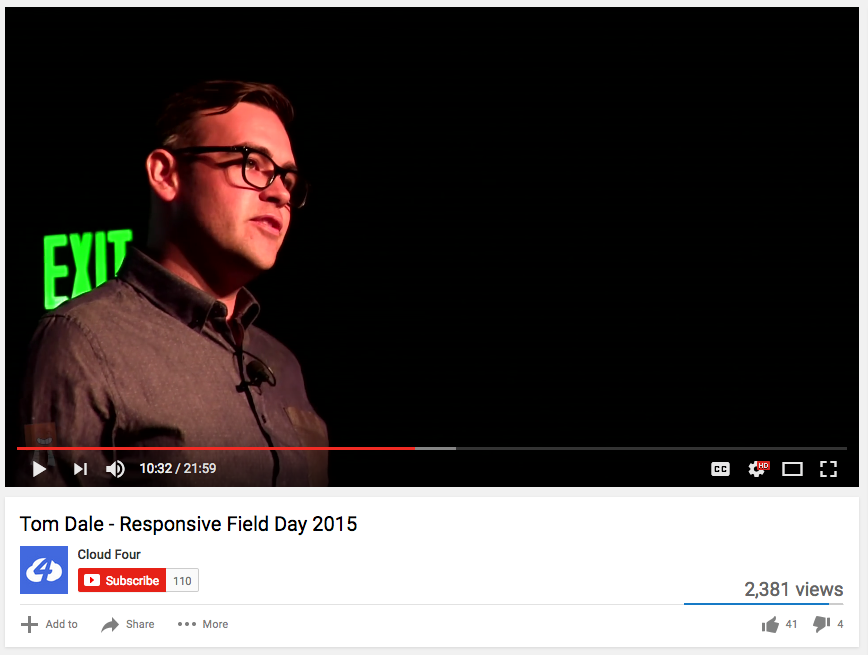 EXIT
10:32 / 21:59
CC
HD
Tom Dale - Responsive Field Day 2015
4
Cloud Four
Subscribe 110
2,381 views
Add to Share More
41 4